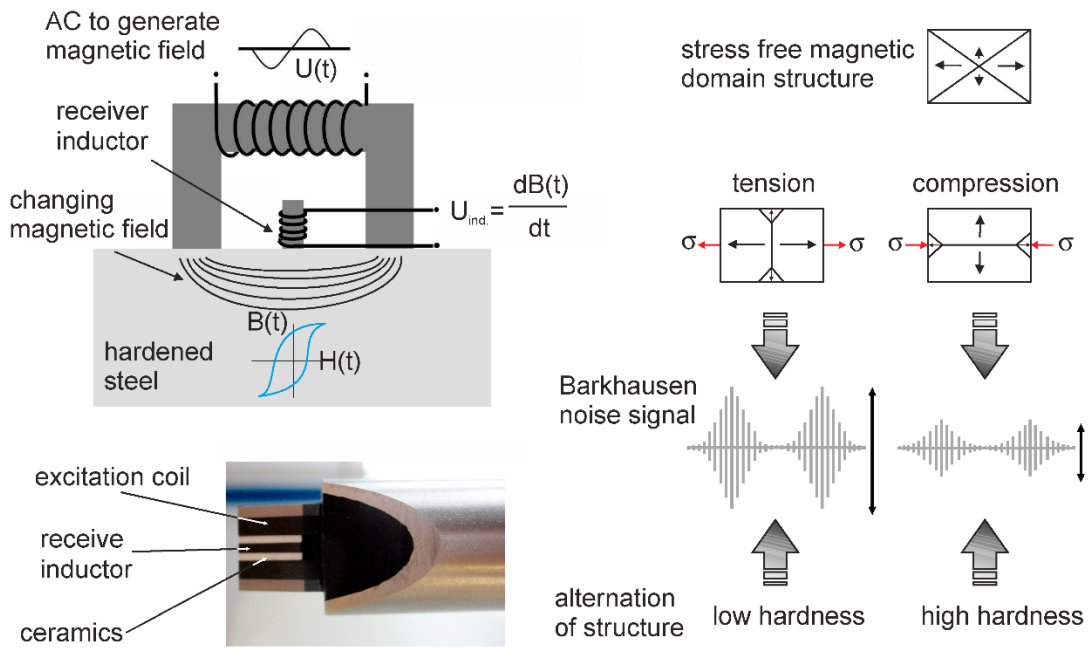 AC to generate
magnetic field
U(t)
receiver
inductor
changing
magnetic field
U ind. = dB(t)
dt
B(t)
H(t)
hardened
steel
excitation coil
receive
inductor
ceramics
stress free magnetic
domain structure
tension
compression
σ
σ
σ
σ
Barkhausen
noise signal
alternation
of structure
low hardness
high hardness